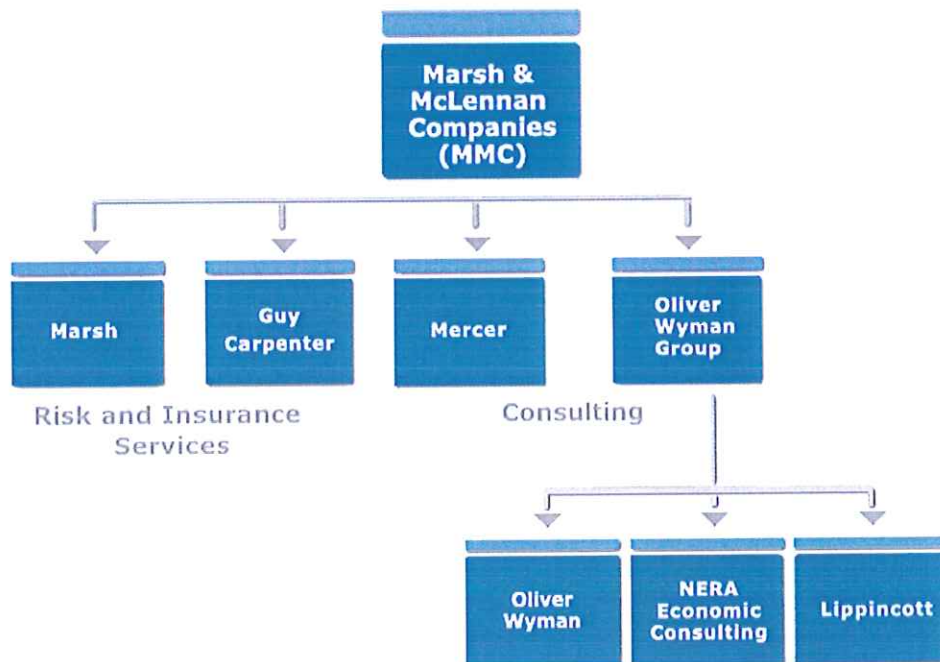 Marsh &
McLennan
Companies
(MMC)
Marsh
Guy
Carpenter
Mercer
Oliver
Wyman
Group
Risk and Insurance
Services
Consulting
Oliver
Wyman
NERA
Economic
Consulting
Lippincott